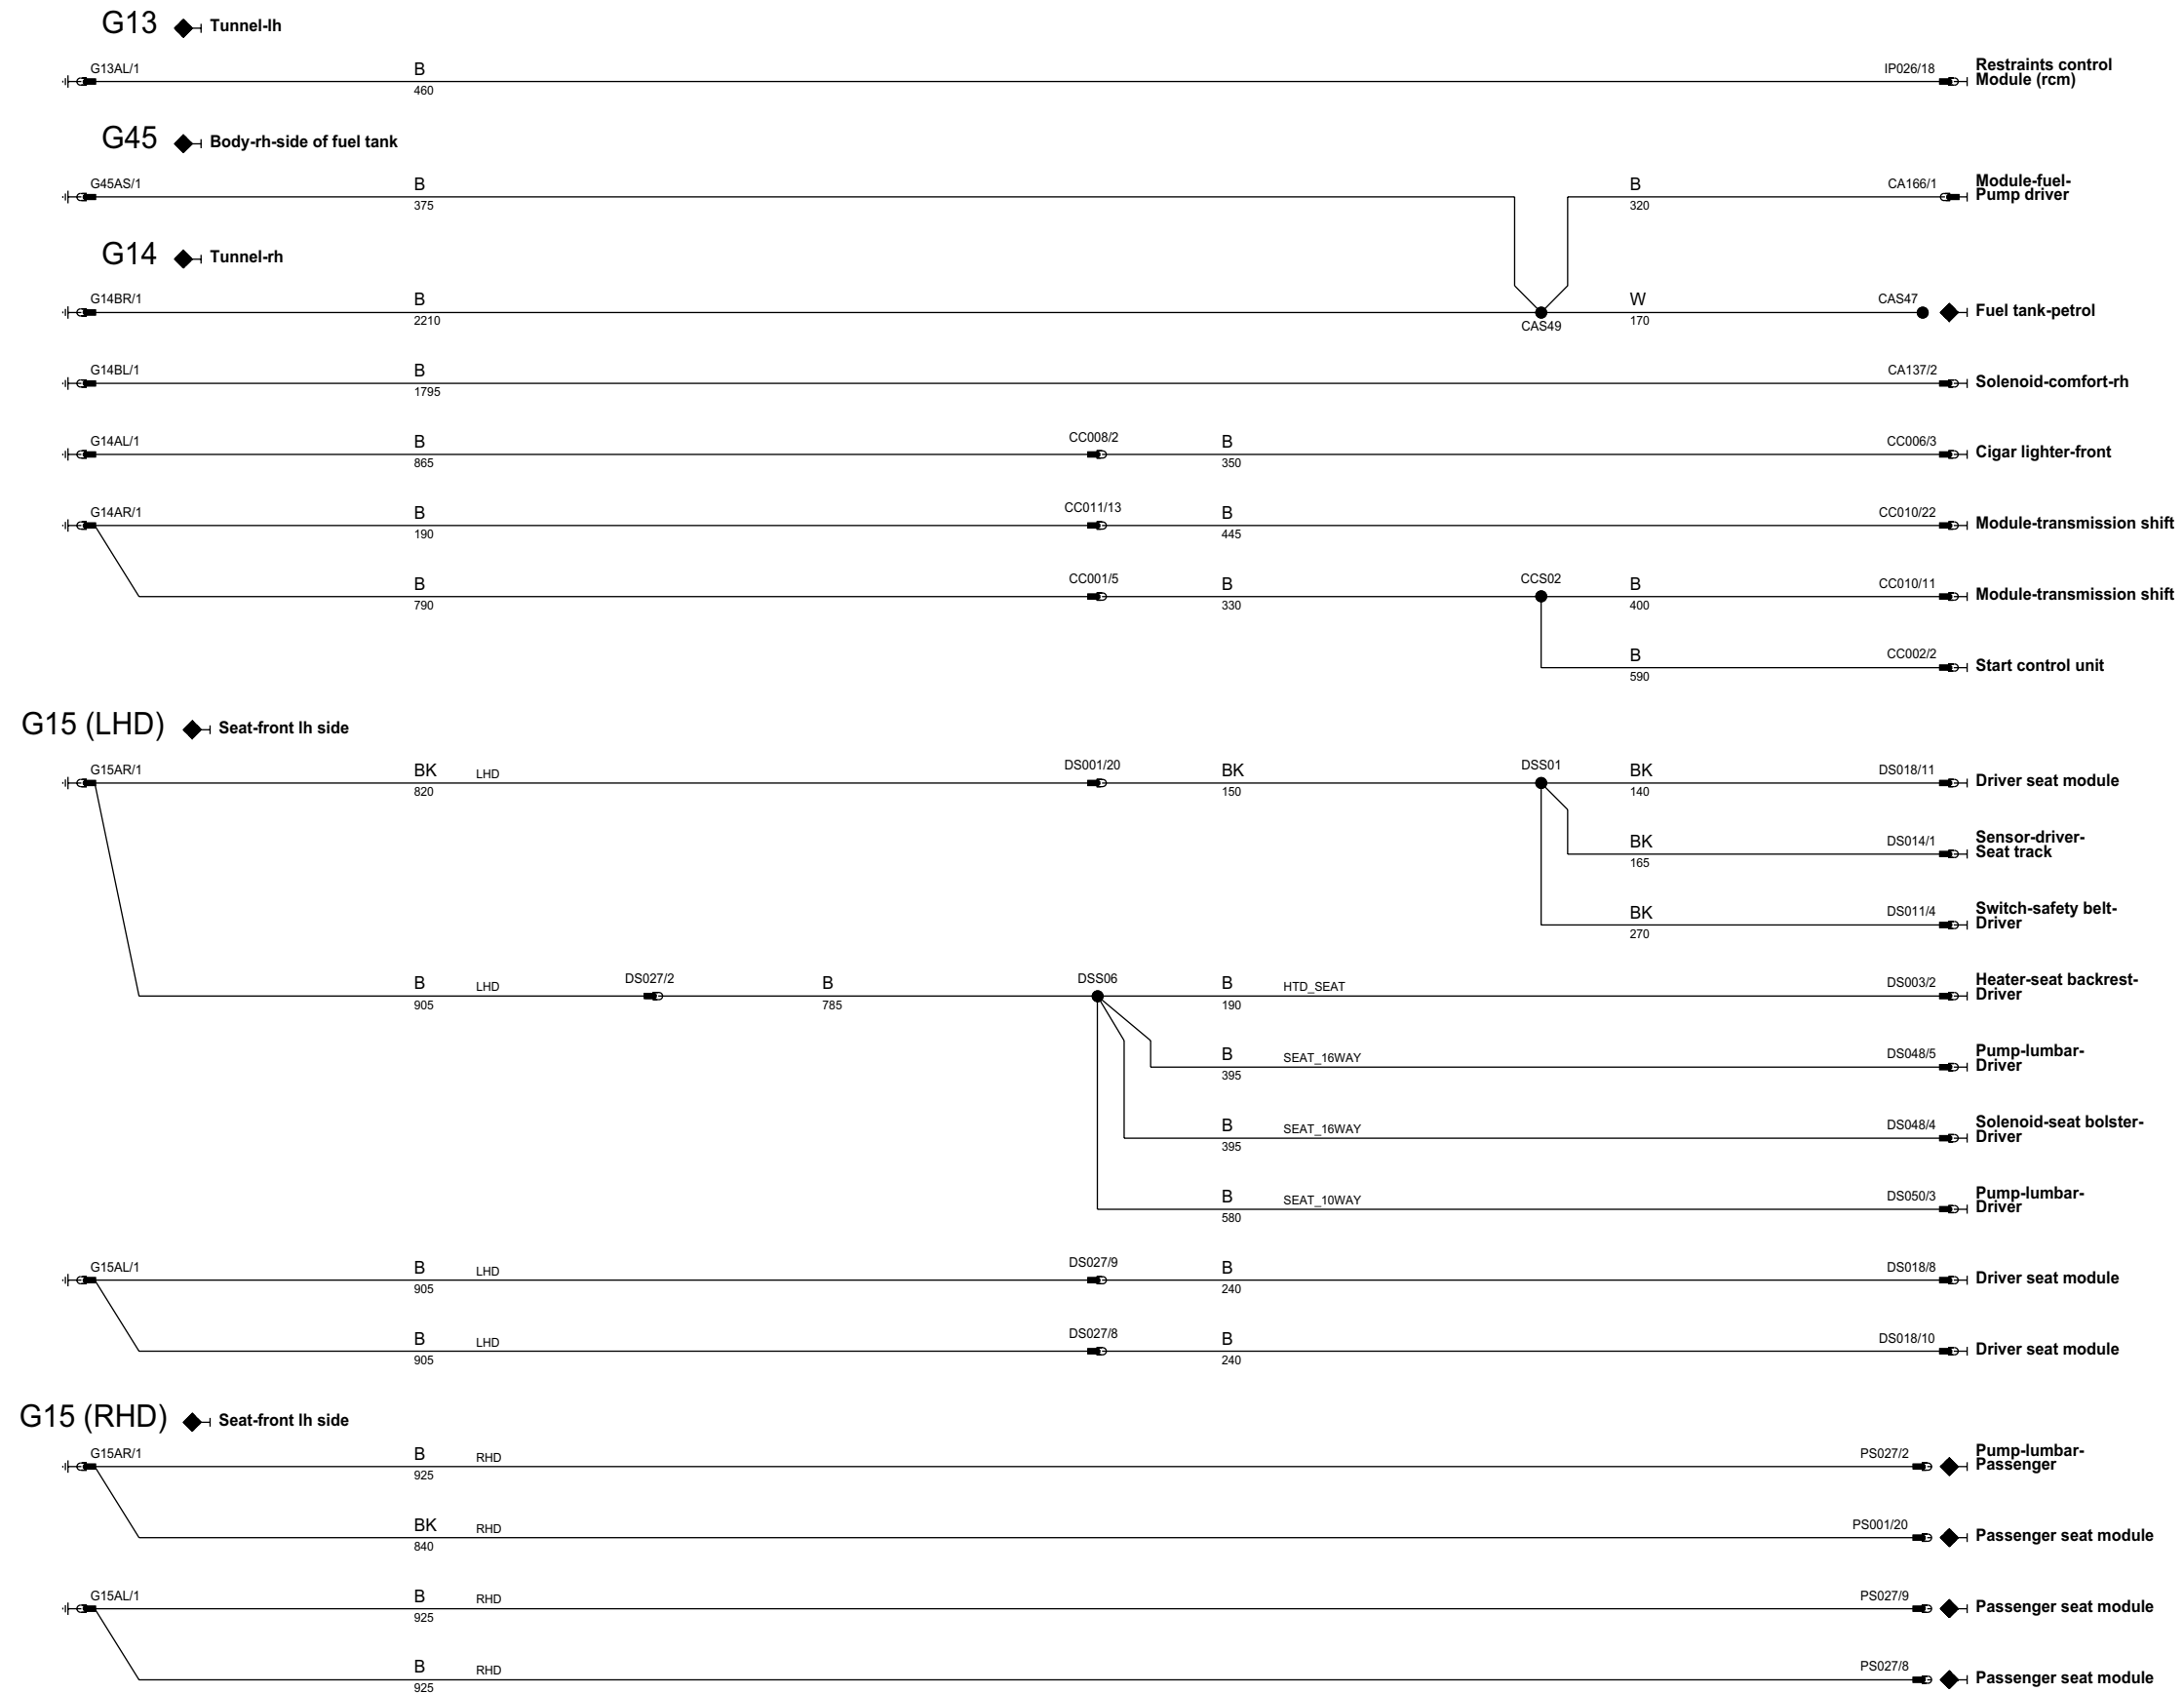 G13 Tunnel-lh
G13AL/1 B IP026/18 Restraints control
460 Module (rcm)
G45 Body-rh-side of fuel tank
G45AS/1 B B CA166/1 Module-fuel-
375 320 Pump driver
G14 Tunnel-rh
G14BR/1 B W CAS47 Fuel tank-petrol
2210 CAS49 170
G14BL/1 B CA137/2 Solenoid-comfort-rh
1795
G14AL/1 B CC008/2 B CC006/3 Cigar lighter-front
865 350
G14AR/1 B CC011/13 B CC010/22 Module-transmission shift
190 445
B CC001/5 B CCS02 B CC010/11 Module-transmission shift
790 330 400
B CC002/2 Start control unit
590
G15 (LHD) Seat-front lh side
G15AR/1 BK LHD DS001/20 BK DSS01 BK DS018/11 Driver seat module
820 150 140
BK DS014/1 Sensor-driver-
165 Seat track
BK DS011/4 Switch-safety belt-
270 Driver
B LHD DS027/2 B DSS06 B HTD_SEAT DS003/2 Heater-seat backrest-
905 785 190 Driver
B SEAT_16WAY DS048/5 Pump-lumbar-
395 Driver
B SEAT_16WAY DS048/4 Solenoid-seat bolster-
395 Driver
B SEAT_10WAY DS050/3 Pump-lumbar-
580 Driver
G15AL/1 B LHD DS027/9 B DS018/8 Driver seat module
905 240
B LHD DS027/8 B DS018/10 Driver seat module
905 240
G15 (RHD) Seat-front lh side
G15AR/1 B RHD PS027/2 Pump-lumbar-
925 Passenger
BK RHD PS001/20 Passenger seat module
840
G15AL/1 B RHD PS027/9 Passenger seat module
925
B RHD PS027/8 Passenger seat module
925